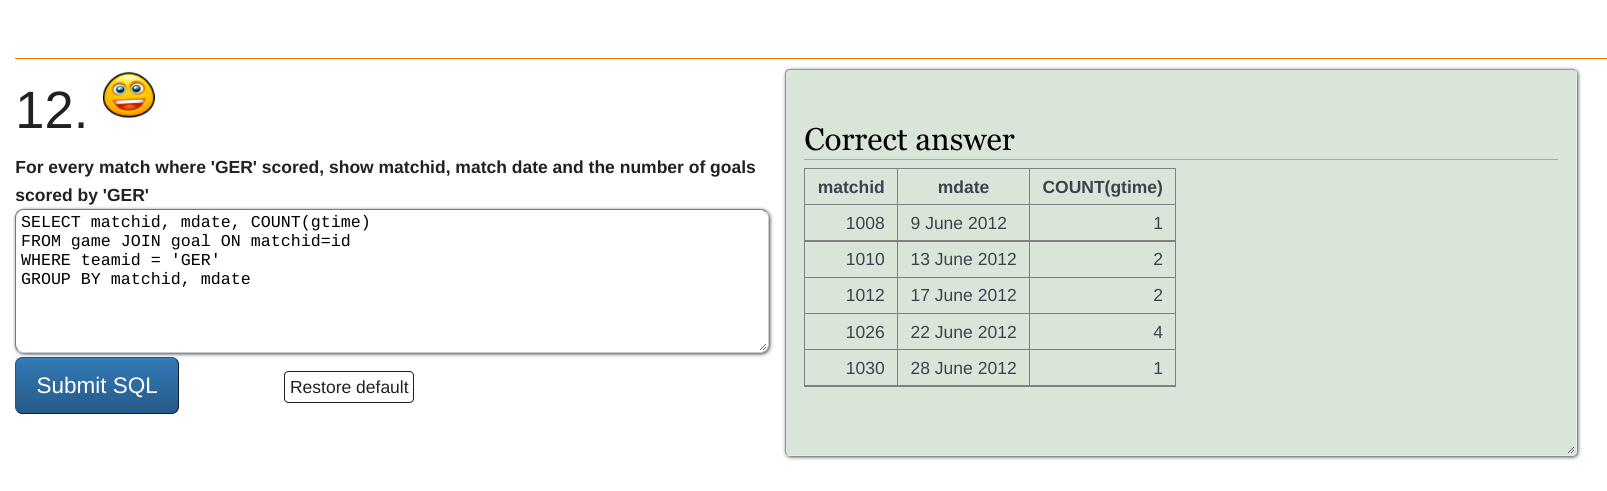 12.
For every match where 'GER' scored, show matchid, match date and the number of goals
scored by 'GER'
SELECT matchid, mdate, COUNT(gtime)
FROM game JOIN goal ON matchid=id
WHERE teamid = 'GER'
GROUP BY matchid, mdate
Submit SQL
Restore default
Correct answer
matchid mdate COUNT(gtime)
1008 9 June 2012 1
1010 13 June 2012 2
1012 17 June 2012 2
1026 22 June 2012 4
1030 28 June 2012 1